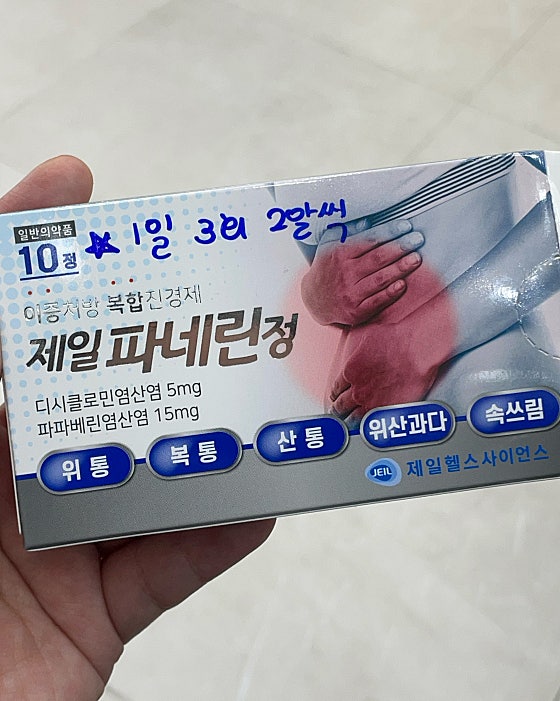 일반의약품
10정
☆ 1일 3회 2알씩
이중처방 복합진경제
제일 파네린정
디시클로민염산염 5mg
파파베린염산염 15mg
위통 복통 산통 위산과다 속쓰림
JEIL 제일헬스사이언스